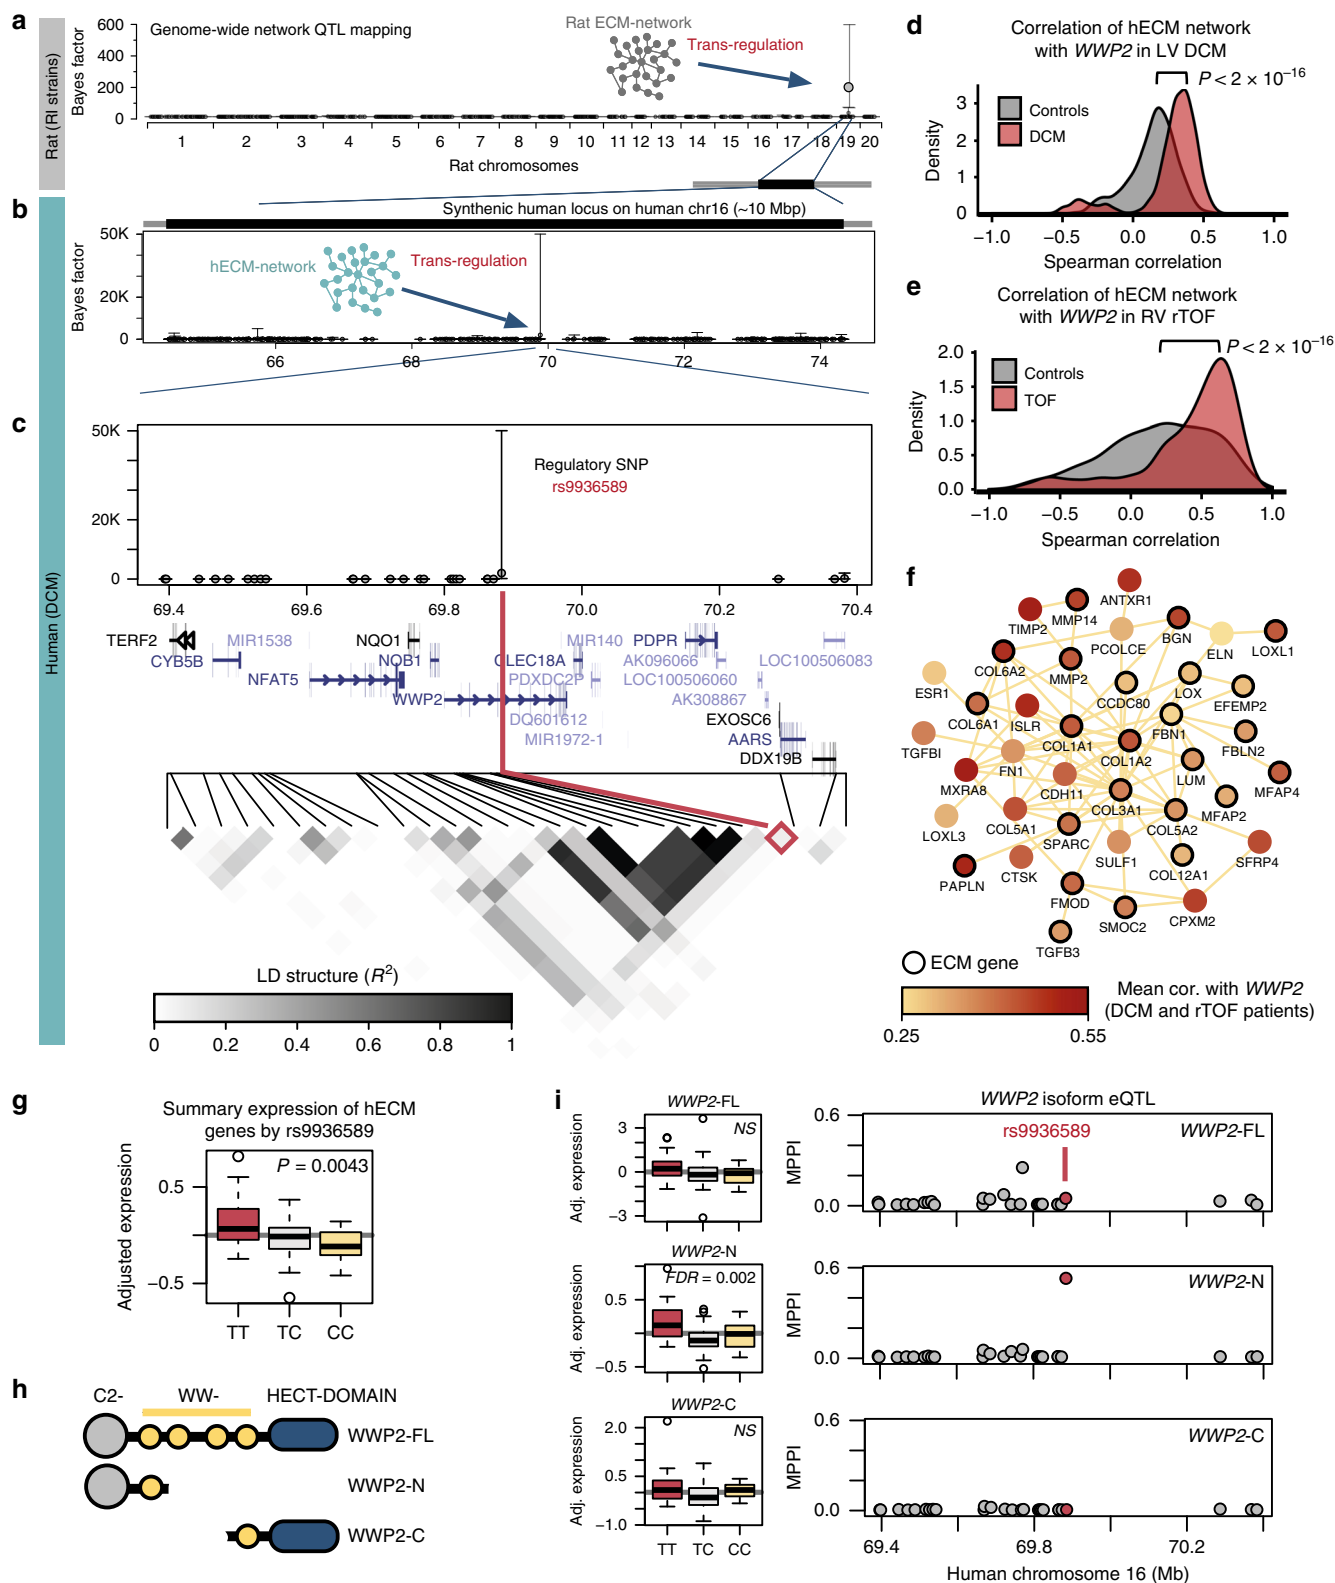 a
Rat (RI strains)
Genome-wide network QTL mapping
Rat ECM-network
Trans-regulation
Bayes factor
600
400
200
0
1 2 3 4 5 6 7 8 9 10 11 12 13 14 15 16 17 18 19 20
Rat chromosomes
b
Human (DCM)
Synthenic human locus on human chr16 (~10 Mbp)
Bayes factor
50K
20K
0
hECM-network
Trans-regulation
66 68 70 72 74
c
50K
20K
0
Regulatory SNP
rs9936589
69.4 69.6 69.8 70.0 70.2 70.4
TERF2 MIR1538 NQO1 MIR140 PDPR
CYB5B NOB1 CLEC18A AK096066 LOC100506083
NFAT5 PDXDC2P LOC100506060
WWP2 AK308867
DQ601612 EXOSC6
MIR1972-1 AARS
DDX19B
LD structure (R²)
0 0.2 0.4 0.6 0.8 1
d
Correlation of hECM network
with WWP2 in LV DCM
P < 2 × 10⁻¹⁶
Controls
DCM
Density
3
2
1
0
−1.0 −0.5 0.0 0.5 1.0
Spearman correlation
e
Correlation of hECM network
with WWP2 in RV rTOF
P < 2 × 10⁻¹⁶
Controls
TOF
Density
2.0
1.5
1.0
0.5
0.0
−1.0 −0.5 0.0 0.5 1.0
Spearman correlation
f
ANTXR1
TIMP2
MMP14
PCOLCE
BGN
ELN
LOXL1
COL6A2
MMP2
ESR1
CCDC80
LOX
EFEMP2
COL6A1
ISLR
COL1A1
FBN1
FBLN2
TGFBI
FN1
COL1A2
LUM
MFAP4
MXRA8
CDH11
COL3A1
MFAP2
LOXL3
COL5A1
SPARC
COL5A2
SULF1
SFRP4
PAPLN
CTSK
COL12A1
FMOD
SMOC2
CPXM2
TGFB3
ECM gene
0.25 0.55
Mean cor. with WWP2
(DCM and rTOF patients)
g
Summary expression of hECM
genes by rs9936589
P = 0.0043
Adjusted expression
0.5
−0.5
TT TC CC
h
C2- WW- HECT-DOMAIN
WWP2-FL
WWP2-N
WWP2-C
i
WWP2-FL
NS
Adj. expression
3
0
−3
WWP2-N
FDR = 0.002
Adj. expression
0.5
−0.5
WWP2-C
NS
Adj. expression
2.0
0.5
−1.0
TT TC CC
WWP2 isoform eQTL
rs9936589
WWP2-FL
MPPI
0.6
0.0
WWP2-N
MPPI
0.6
0.0
WWP2-C
MPPI
0.6
0.0
69.4 69.8 70.2
Human chromosome 16 (Mb)